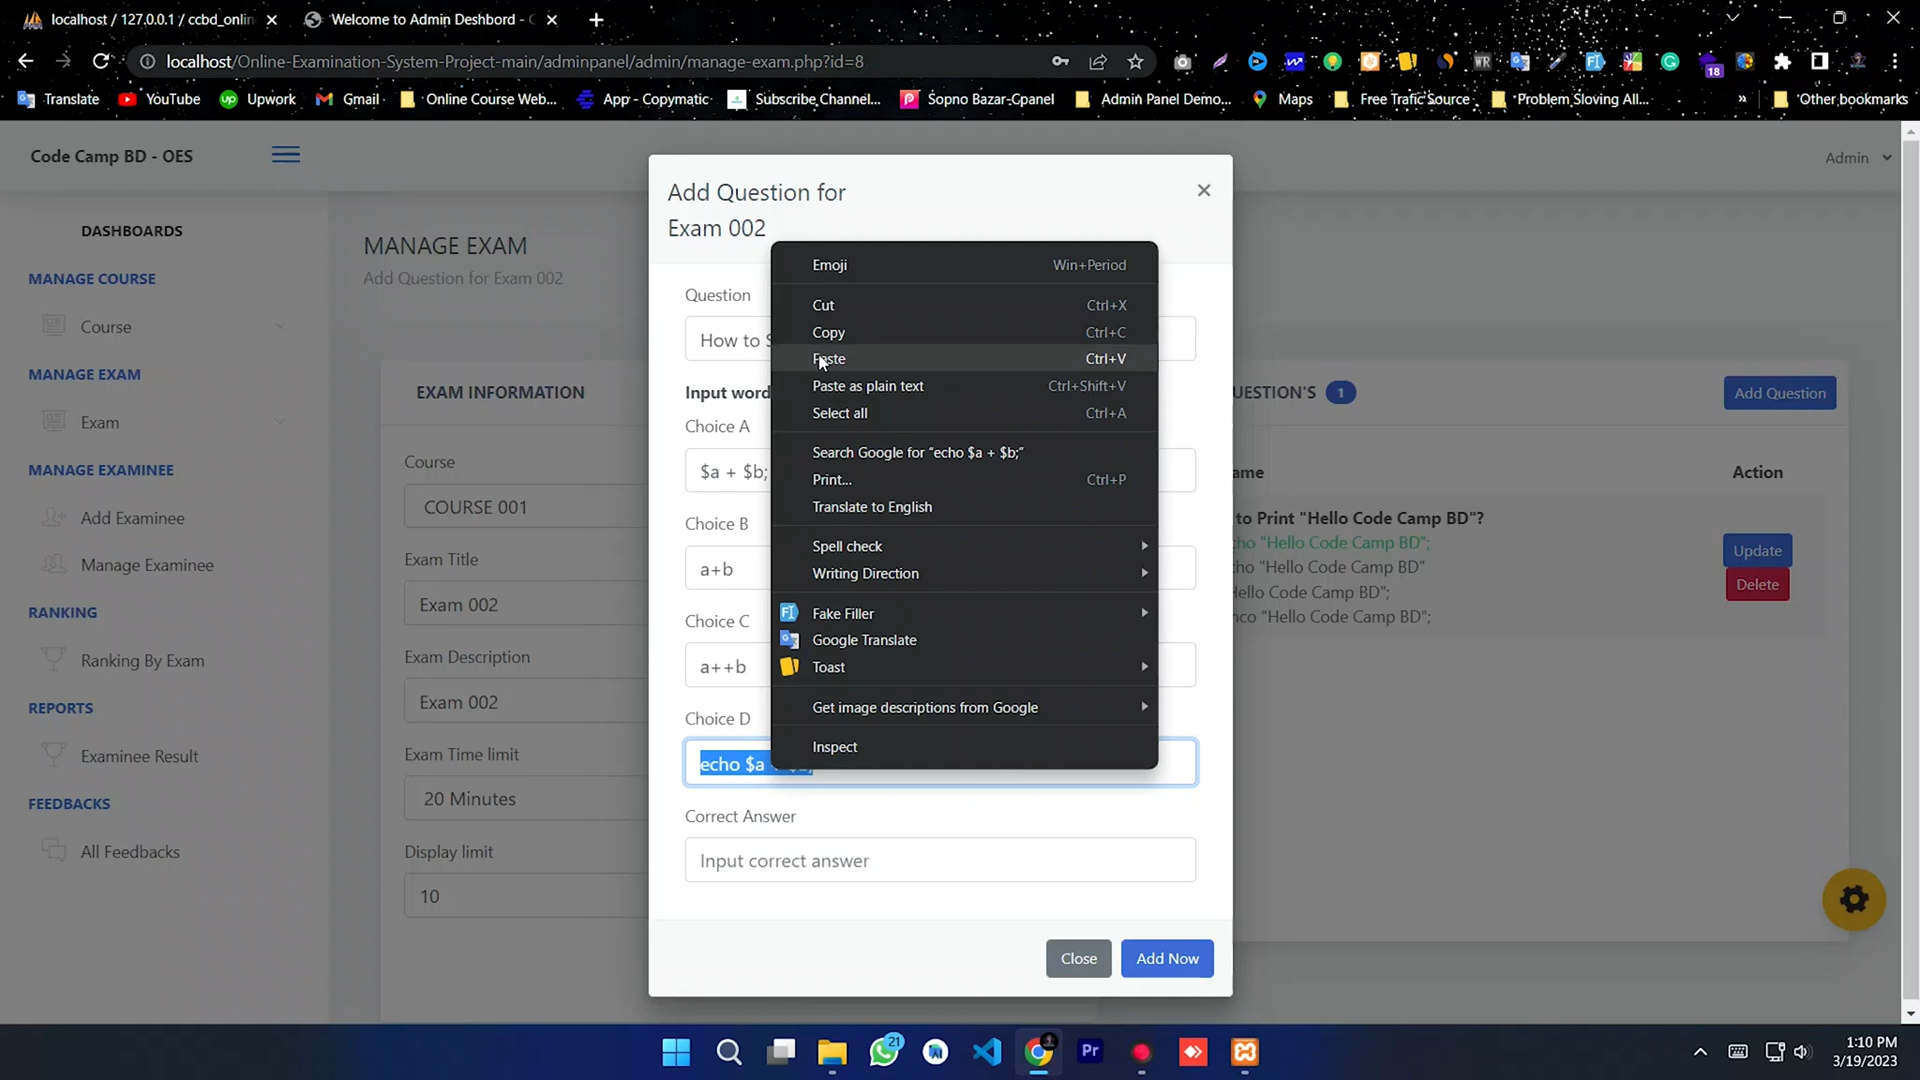 localhost / 127.0.0.1 / ccbd_onlin
Welcome to Admin Deshbord - C
localhost/Online-Examination-System-Project-main/adminpanel/admin/manage-exam.php?id=8
18
Translate
YouTube
Upwork
Gmail
Online Course Web...
App - Copymatic
Subscribe Channel...
Sopno Bazar-Cpanel
Admin Panel Demo...
Maps
Free Trafic Source
Problem Sloving All...
»
Other bookmarks
Code Camp BD - OES
Admin
DASHBOARDS
MANAGE COURSE
Course
MANAGE EXAM
Exam
MANAGE EXAMINEE
Add Examinee
Manage Examinee
RANKING
Ranking By Exam
REPORTS
Examinee Result
FEEDBACKS
All Feedbacks
MANAGE EXAM
Add Question for Exam 002
EXAM INFORMATION
Course
COURSE 001
Exam Title
Exam 002
Exam Description
Exam 002
Exam Time limit
20 Minutes
Display limit
10
Add Question for
Exam 002
×
Question
How to S
Input word
Choice A
$a + $b;
Choice B
a+b
Choice C
a++b
Choice D
echo $a + $b;
Correct Answer
Input correct answer
Close
Add Now
Emoji Win+Period
Cut Ctrl+X
Copy Ctrl+C
Paste Ctrl+V
Paste as plain text Ctrl+Shift+V
Select all Ctrl+A
Search Google for “echo $a + $b;”
Print... Ctrl+P
Translate to English
Spell check
Writing Direction
Fake Filler
Google Translate
Toast
Get image descriptions from Google
Inspect
UESTION'S 1
Add Question
ame
Action
to Print "Hello Code Camp BD"?
cho "Hello Code Camp BD";
cho "Hello Code Camp BD"
Hello Code Camp BD";
nco "Hello Code Camp BD";
Update
Delete
21
Pr
1:10 PM
3/19/2023